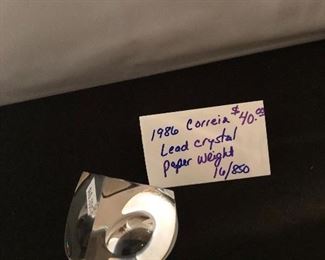 1986 Correia $40.00
Lead crystal
paper weight
16/850